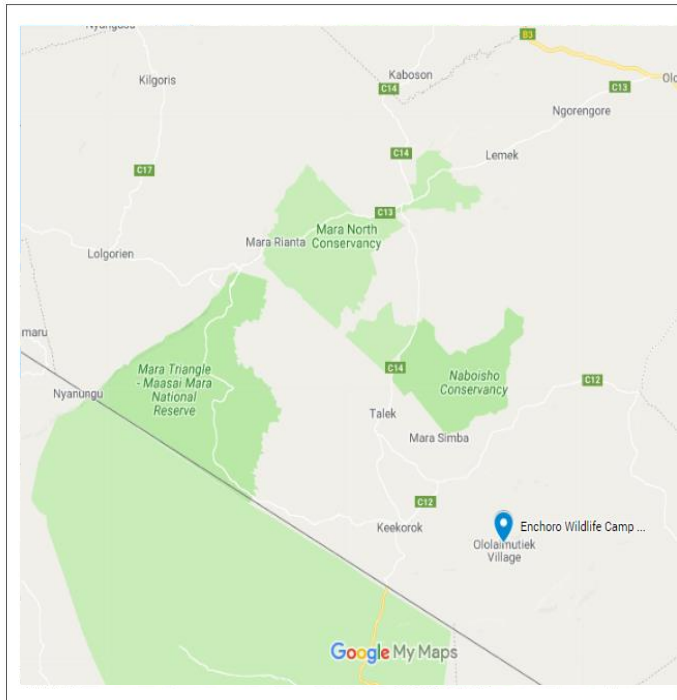 B3
Kaboson
Kilgoris
C14
C13
Ngorengore
C14
Lemek
C17
C13
Mara North
Conservancy
Mara Rianta
Lolgorien
maru
Mara Triangle
- Maasai Mara
National
Reserve
C14
Naboisho
Conservancy
C12
Nyanungu
Talek
Mara Simba
C12
Keekorok
Enchoro Wildlife Camp ...
Ololaimutiek
Village
Google My Maps